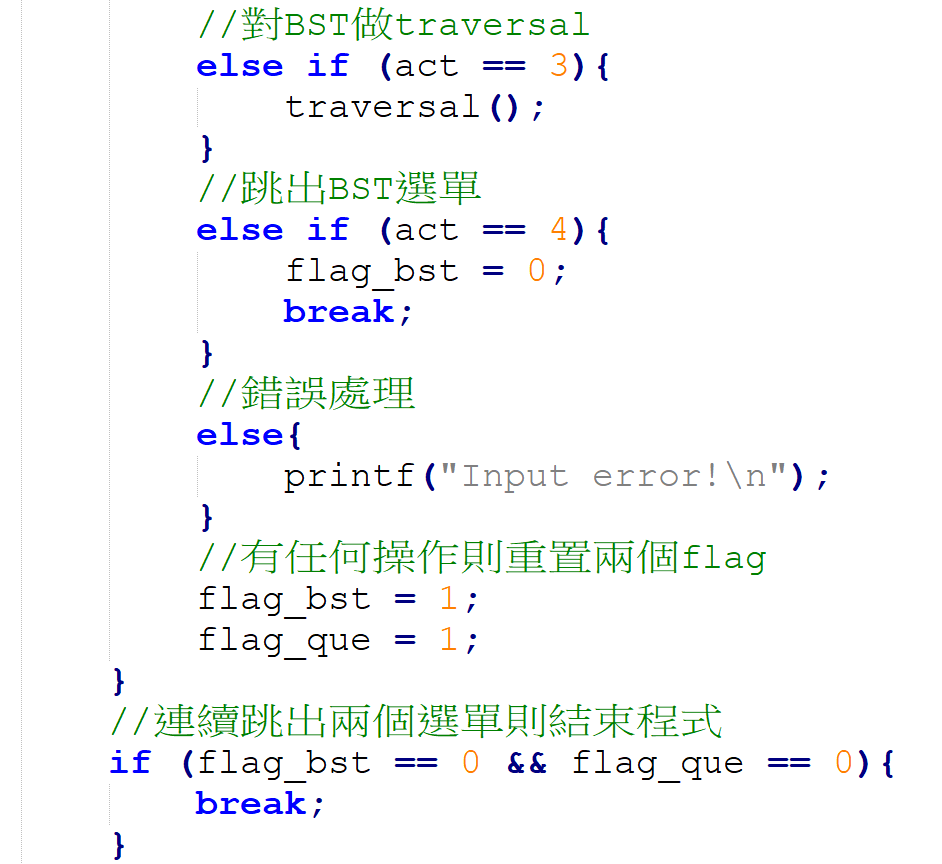 //對BST做traversal
else if (act == 3){
traversal();
}
//跳出BST選單
else if (act == 4){
flag_bst = 0;
break;
}
//錯誤處理
else{
printf("Input error!\n");
}
//有任何操作則重置兩個flag
flag_bst = 1;
flag_que = 1;
}
//連續跳出兩個選單則結束程式
if (flag_bst == 0 && flag_que == 0){
break;
}